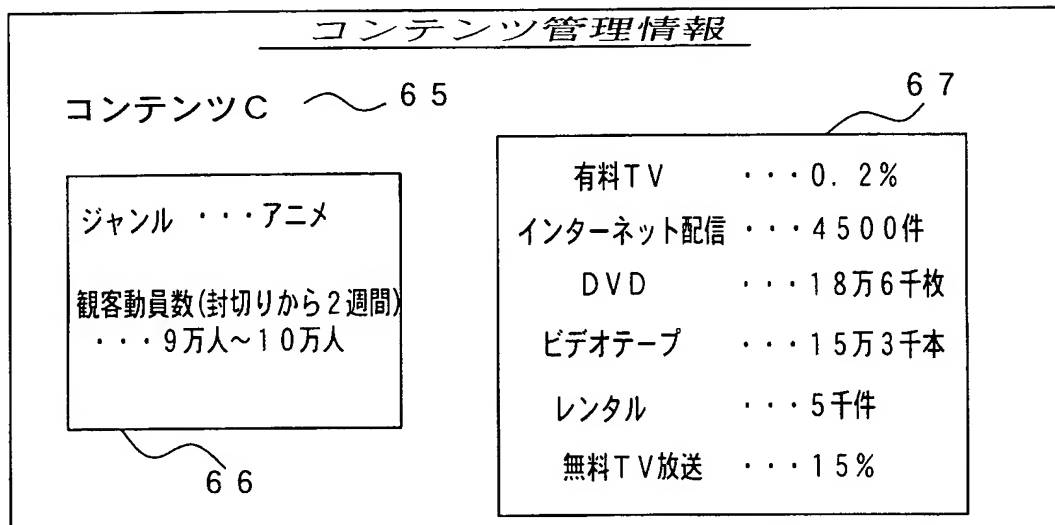 コンテンツ管理情報
コンテンツC 65
67
ジャンル ・・・アニメ
観客動員数(封切りから2週間)
・・・9万人～10万人
66
有料TV ・・・0.2%
インターネット配信 ・・・4500件
DVD ・・・18万6千枚
ビデオテープ ・・・15万3千本
レンタル ・・・5千件
無料TV放送 ・・・15%